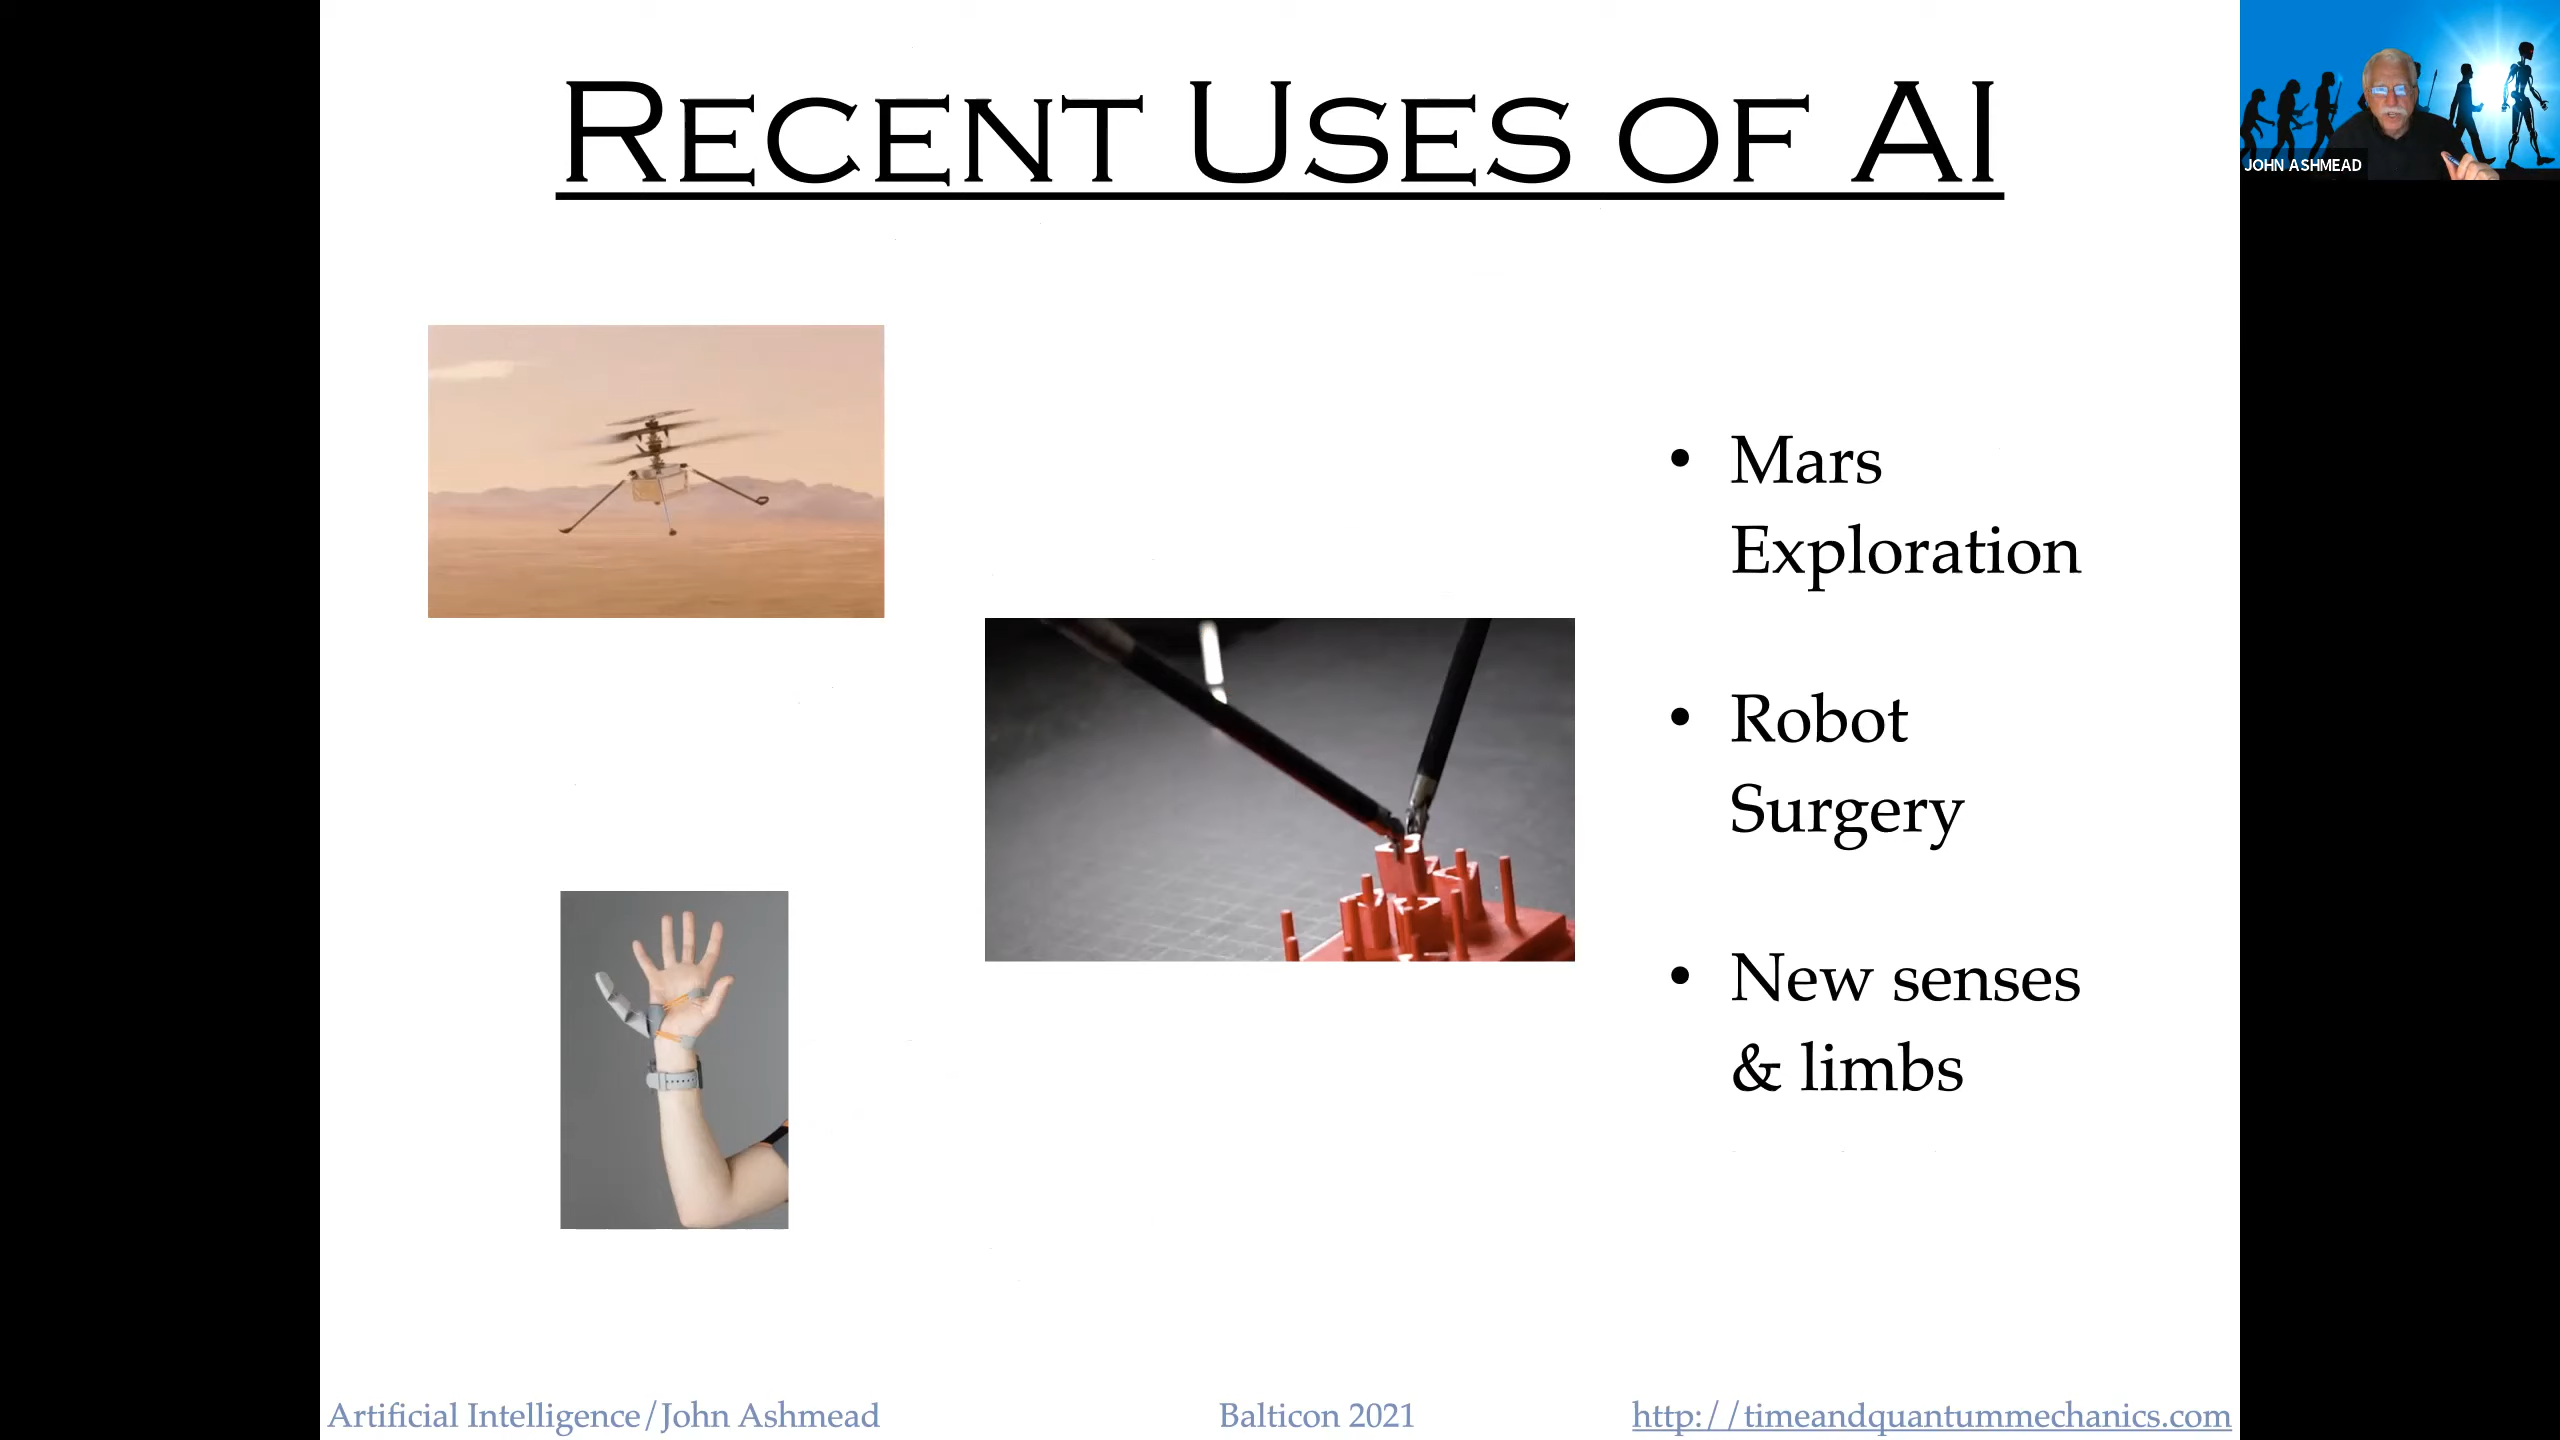 RECENT USES OF AI
JOHN ASHMEAD
• Mars
Exploration
• Robot
Surgery
• New senses
& limbs
Artificial Intelligence/John Ashmead
Balticon 2021
http://timeandquantummechanics.com